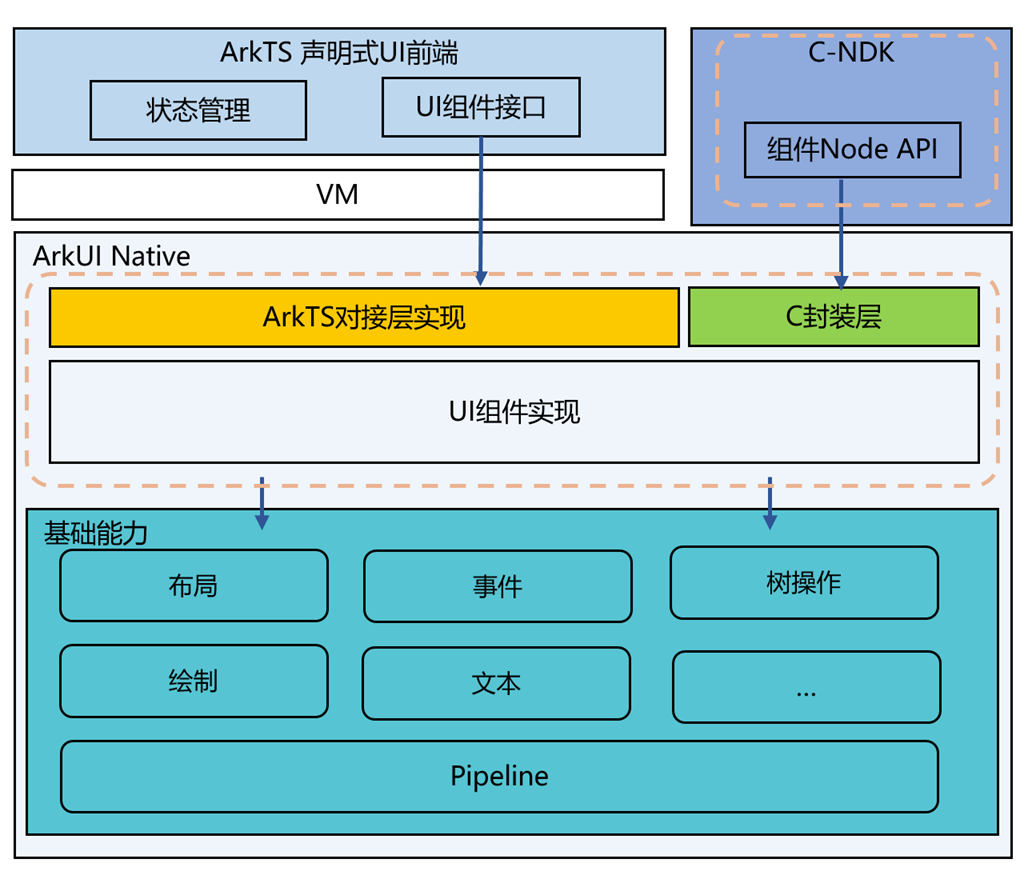 ArkTS 声明式UI前端
状态管理
UI组件接口
C-NDK
组件Node API
VM
ArkUI Native
ArkTS对接层实现
C封装层
UI组件实现
基础能力
布局
事件
树操作
绘制
文本
...
Pipeline